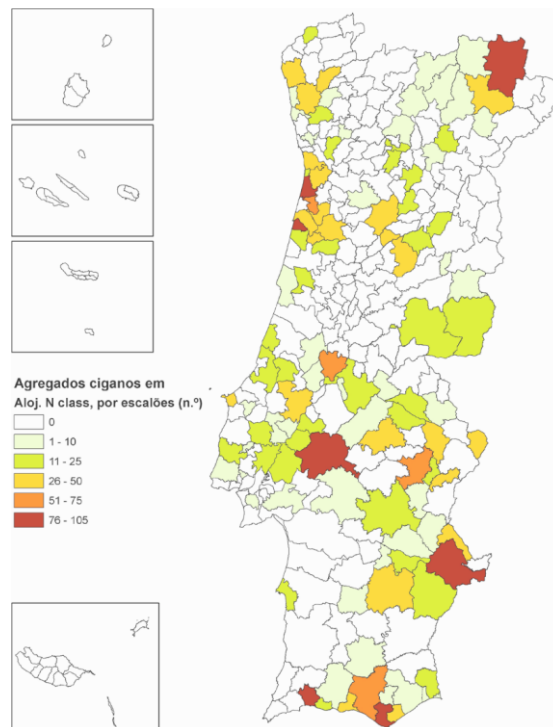 Agregados ciganos em
Aloj. N class, por escalões (n.º)
0
1 - 10
11 - 25
26 - 50
51 - 75
76 - 105